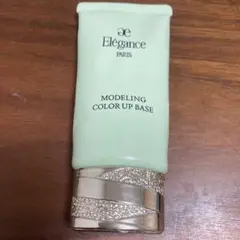 Elégance
PARIS
MODELING
COLOR UP BASE